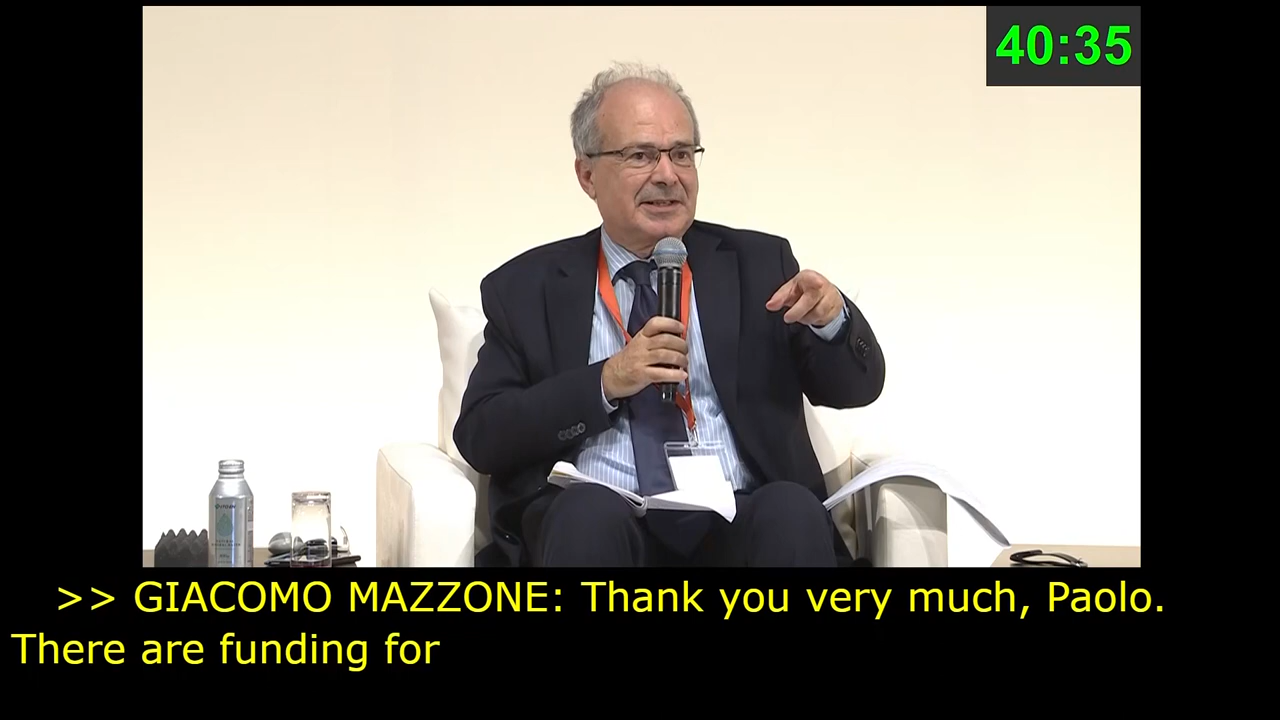 40:35
>> GIACOMO MAZZONE: Thank you very much, Paolo.
There are funding for